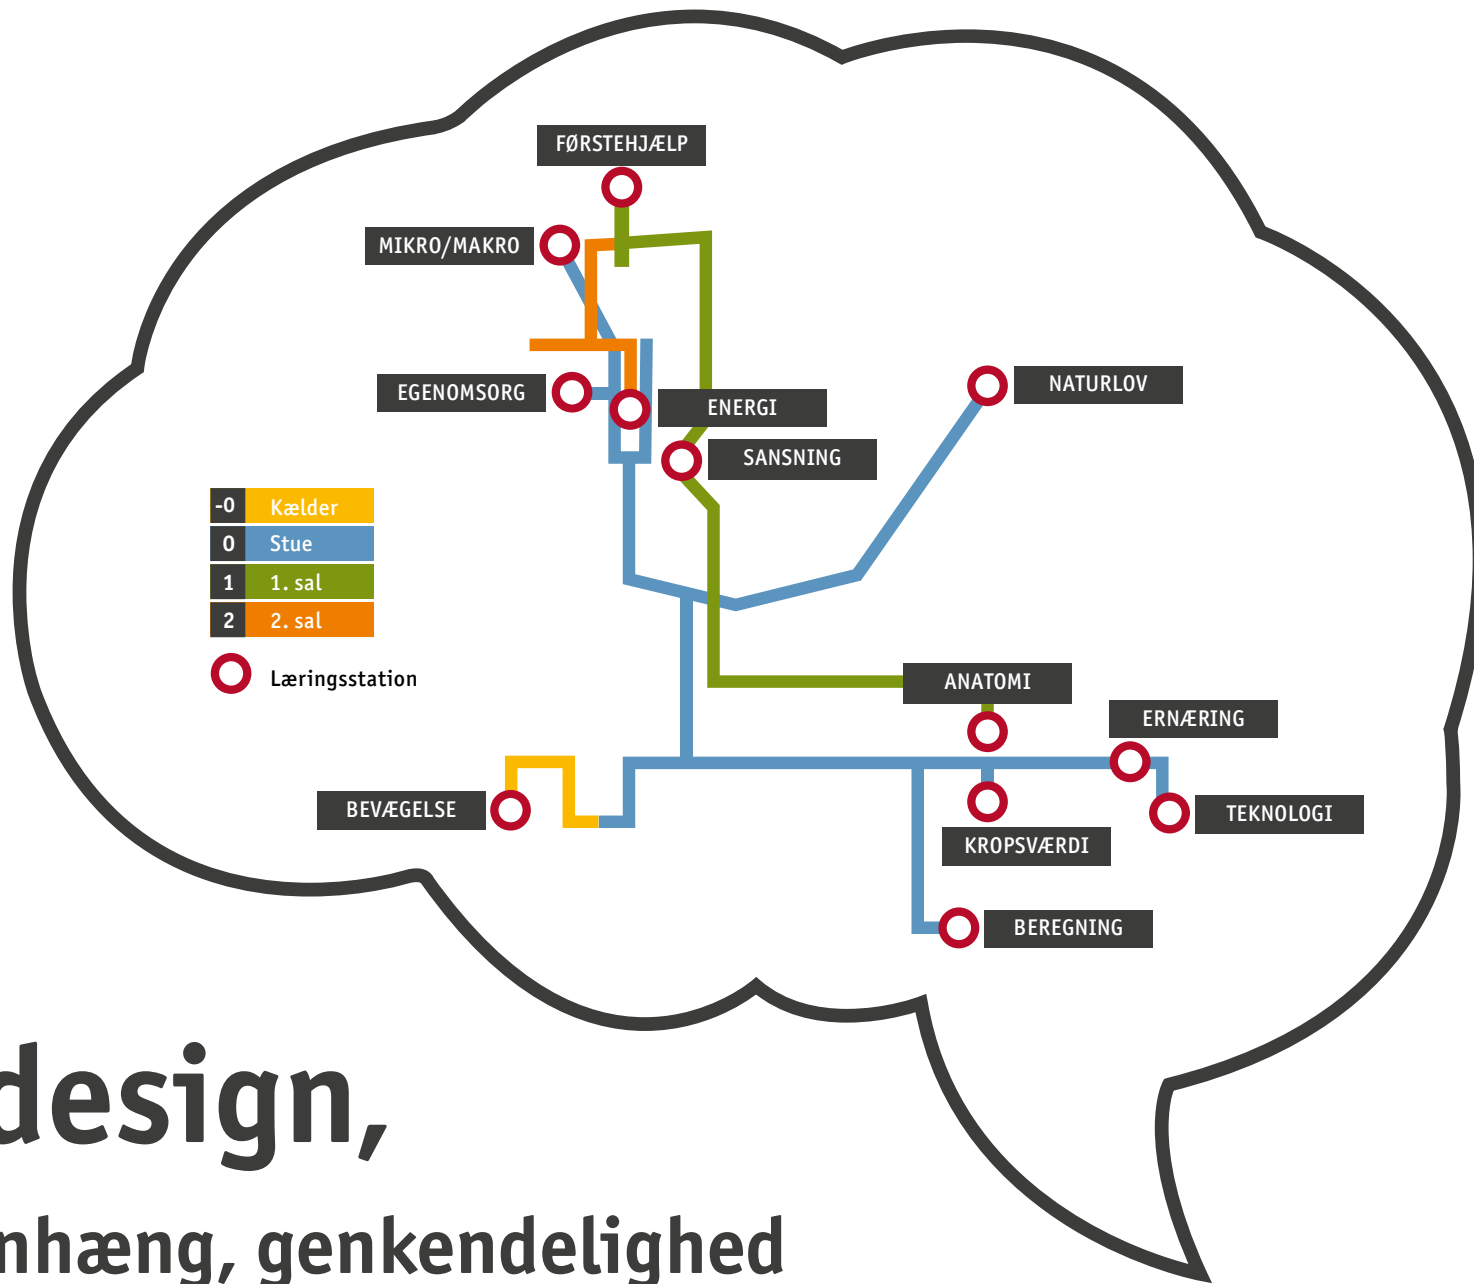 FØRSTEHJÆLP
MIKRO/MAKRO
EGENOMSORG
ENERGI
NATURLOV
SANSNING
-0 Kælder
0 Stue
1 1. sal
2 2. sal
Læringsstation
ANATOMI
ERNÆRING
BEVÆGELSE
TEKNOLOGI
KROPSVÆRDI
BEREGNING
design,
nhæng, genkendelighed